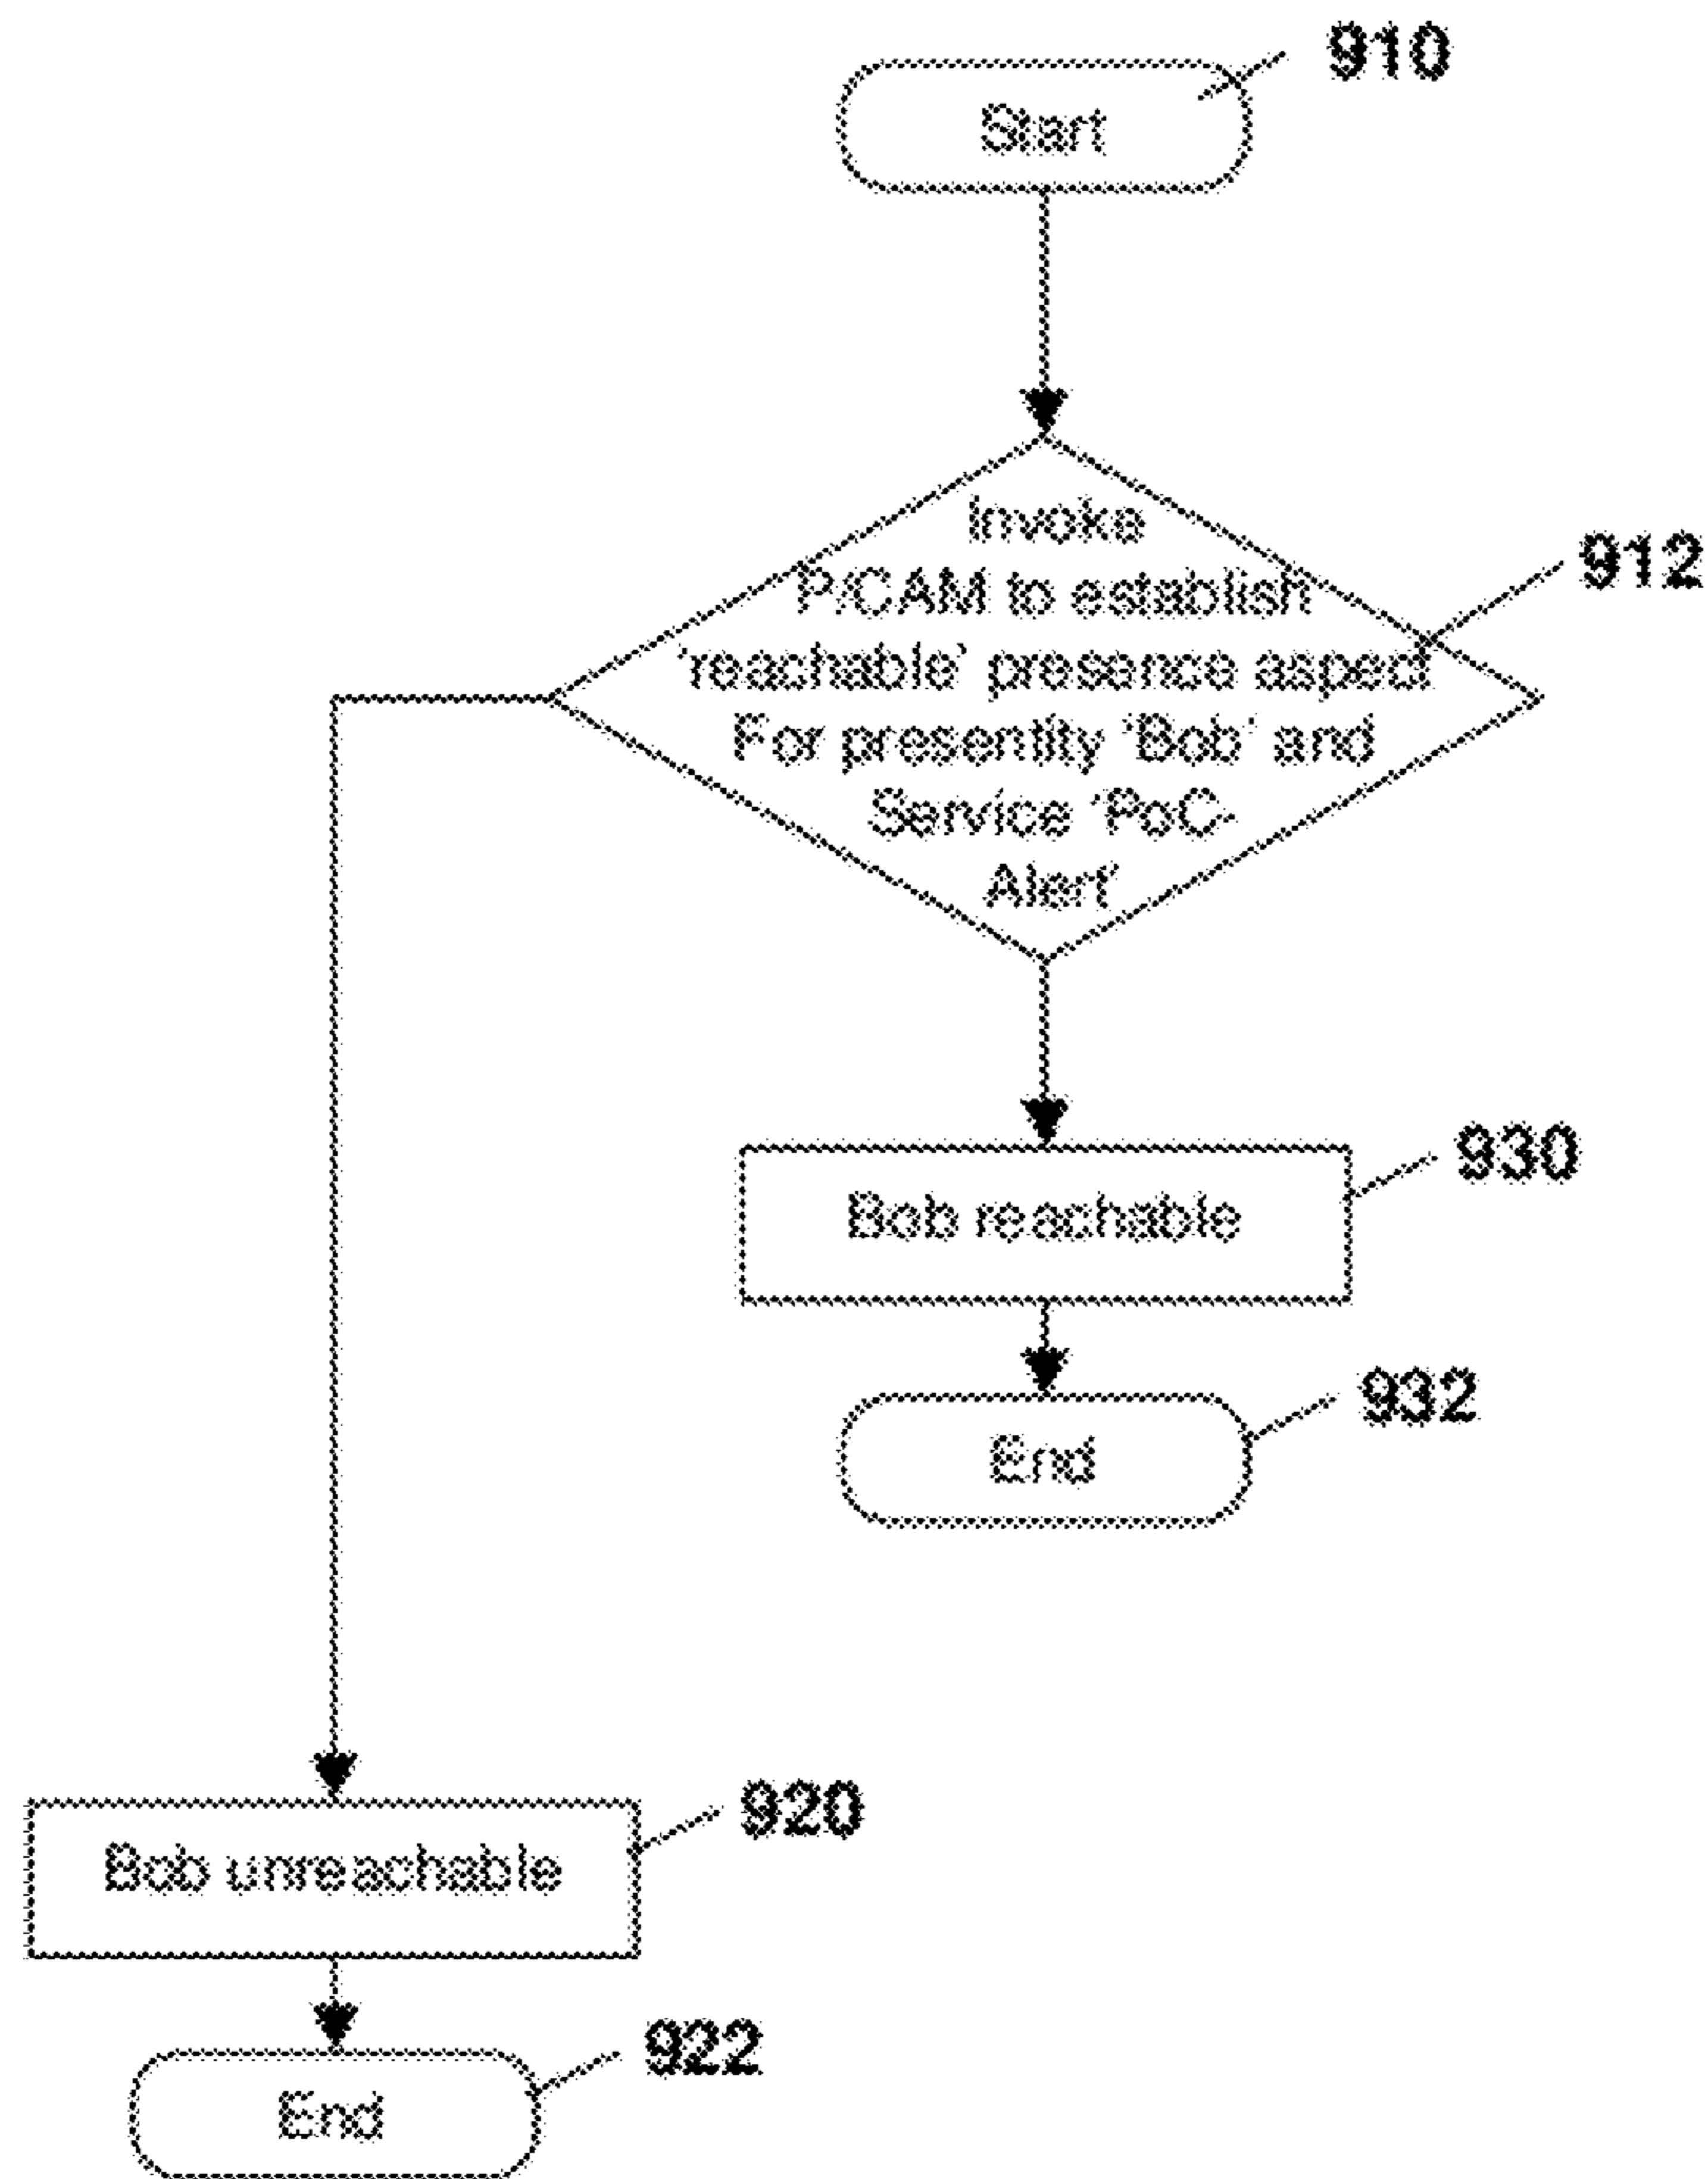 910
Start
Invoke
P/CAM to establish
912
'reachable' presence aspect
For presentity 'Bob' and
Service 'PoC-
Alert'
930
Bob reachable
932
End
920
Bob unreachable
922
End